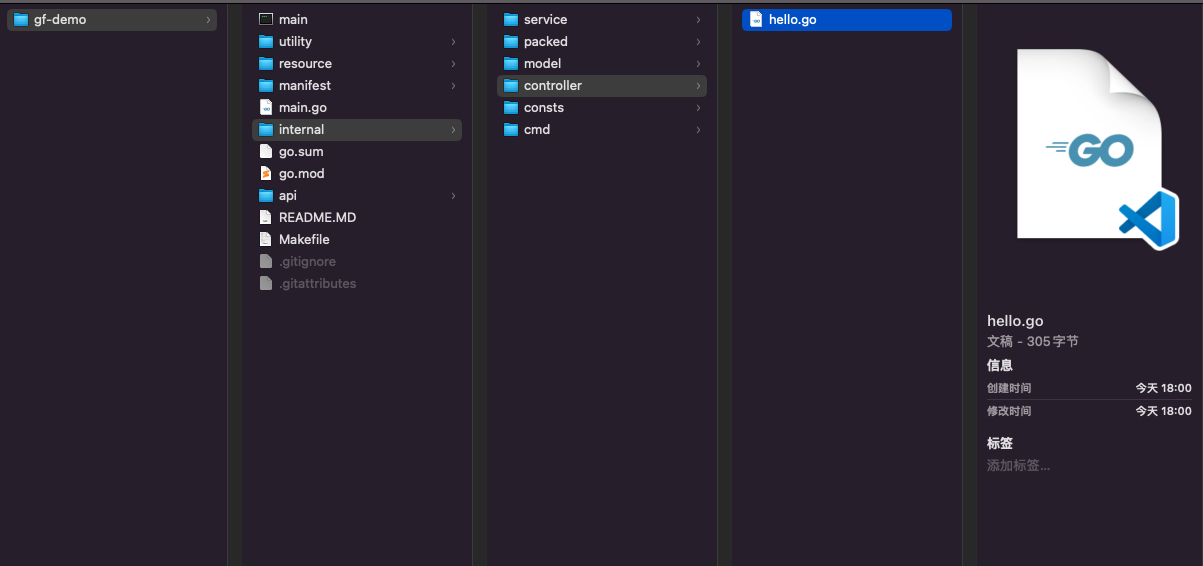 gf-demo
main
utility
resource
manifest
main.go
internal
go.sum
go.mod
api
README.MD
Makefile
.gitignore
.gitattributes
service
packed
model
controller
consts
cmd
hello.go
GO
hello.go
文稿 - 305 字节
信息
创建时间 今天 18:00
修改时间 今天 18:00
标签
添加标签...